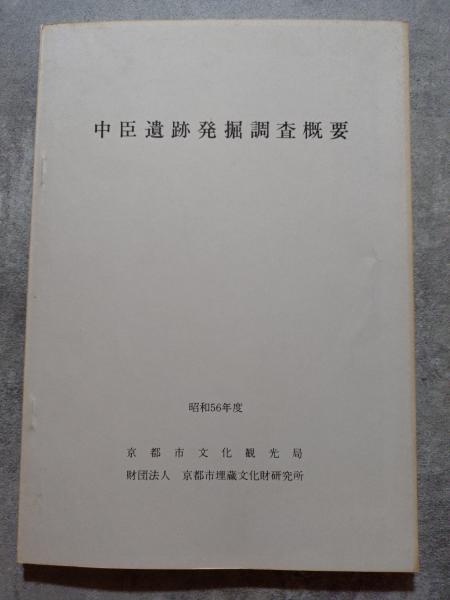 中臣遺跡発掘調査概要
昭和56年度
京都市文化観光局
財団法人 京都市埋蔵文化財研究所